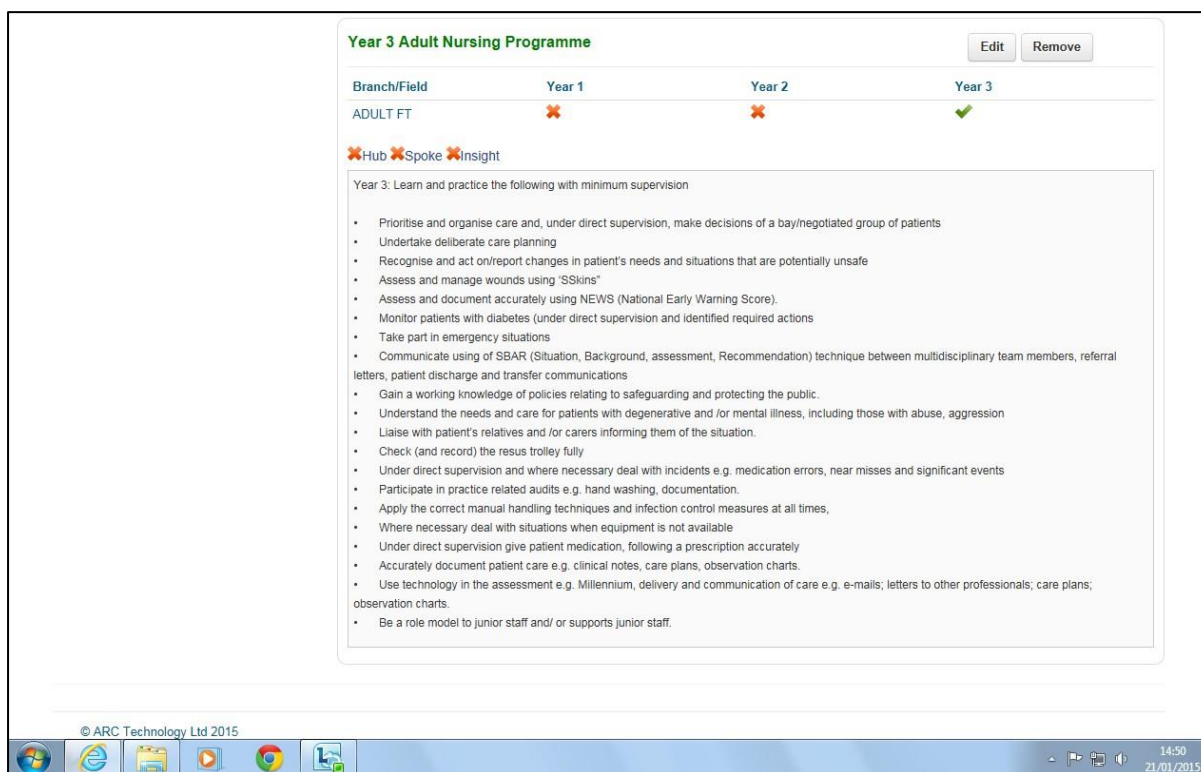 Year 3 Adult Nursing Programme
Edit Remove
Branch/Field Year 1 Year 2 Year 3
ADULT FT
Hub Spoke Insight
Year 3: Learn and practice the following with minimum supervision
• Prioritise and organise care and, under direct supervision, make decisions of a bay/negotiated group of patients
• Undertake deliberate care planning
• Recognise and act on/report changes in patient's needs and situations that are potentially unsafe
• Assess and manage wounds using 'SSkins"
• Assess and document accurately using NEWS (National Early Warning Score).
• Monitor patients with diabetes (under direct supervision and identified required actions
• Take part in emergency situations
• Communicate using of SBAR (Situation, Background, assessment, Recommendation) technique between multidisciplinary team members, referral
letters, patient discharge and transfer communications
• Gain a working knowledge of policies relating to safeguarding and protecting the public.
• Understand the needs and care for patients with degenerative and /or mental illness, including those with abuse, aggression
• Liaise with patient's relatives and /or carers informing them of the situation.
• Check (and record) the resus trolley fully
• Under direct supervision and where necessary deal with incidents e.g. medication errors, near misses and significant events
• Participate in practice related audits e.g. hand washing, documentation.
• Apply the correct manual handling techniques and infection control measures at all times,
• Where necessary deal with situations when equipment is not available
• Under direct supervision give patient medication, following a prescription accurately
• Accurately document patient care e.g. clinical notes, care plans, observation charts.
• Use technology in the assessment e.g. Millennium, delivery and communication of care e.g. e-mails; letters to other professionals; care plans;
observation charts.
• Be a role model to junior staff and/ or supports junior staff.
© ARC Technology Ltd 2015
14:50
21/01/2015